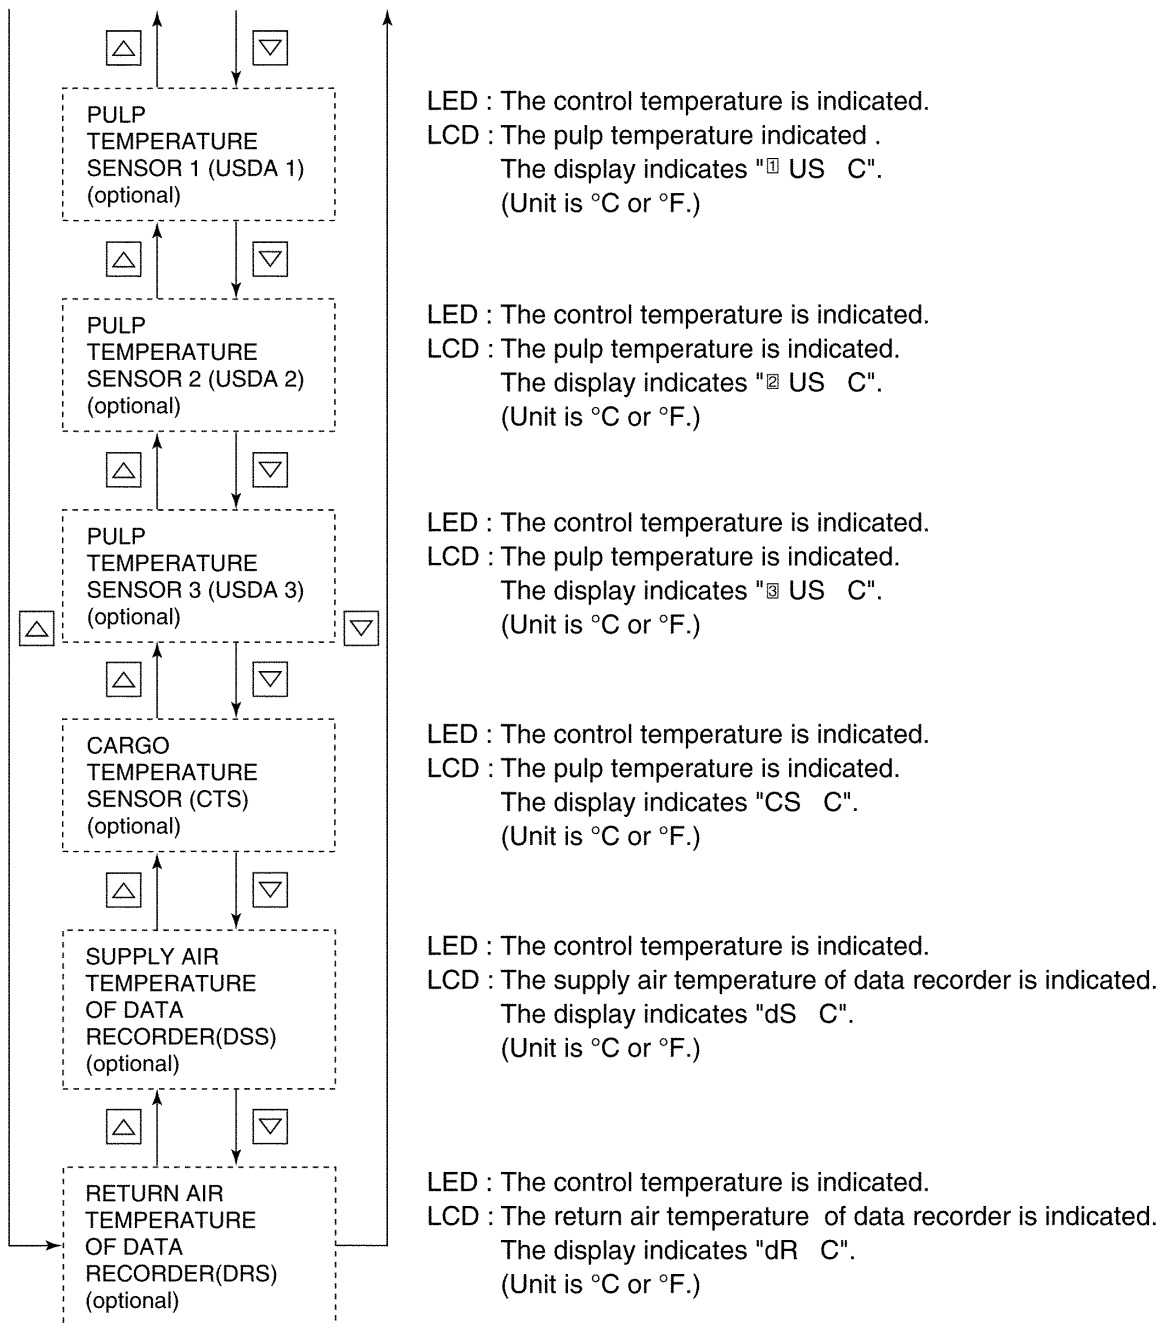 PULP
TEMPERATURE
SENSOR 1 (USDA 1)
(optional)
LED : The control temperature is indicated.
LCD : The pulp temperature indicated .
The display indicates "1 US   C".
(Unit is °C or °F.)
PULP
TEMPERATURE
SENSOR 2 (USDA 2)
(optional)
LED : The control temperature is indicated.
LCD : The pulp temperature is indicated.
The display indicates "2 US   C".
(Unit is °C or °F.)
PULP
TEMPERATURE
SENSOR 3 (USDA 3)
(optional)
LED : The control temperature is indicated.
LCD : The pulp temperature is indicated.
The display indicates "3 US   C".
(Unit is °C or °F.)
CARGO
TEMPERATURE
SENSOR (CTS)
(optional)
LED : The control temperature is indicated.
LCD : The pulp temperature is indicated.
The display indicates "CS   C".
(Unit is °C or °F.)
SUPPLY AIR
TEMPERATURE
OF DATA
RECORDER(DSS)
(optional)
LED : The control temperature is indicated.
LCD : The supply air temperature of data recorder is indicated.
The display indicates "dS   C".
(Unit is °C or °F.)
RETURN AIR
TEMPERATURE
OF DATA
RECORDER(DRS)
(optional)
LED : The control temperature is indicated.
LCD : The return air temperature  of data recorder is indicated.
The display indicates "dR   C".
(Unit is °C or °F.)